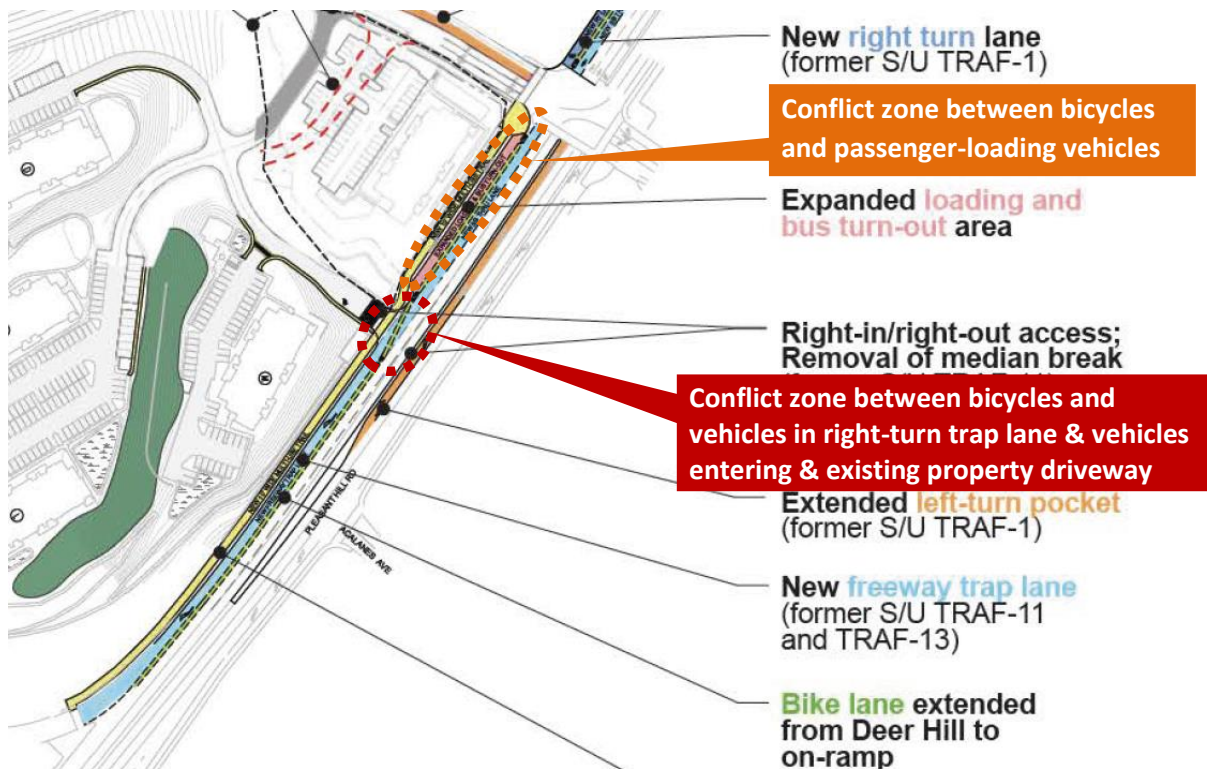 New right turn lane
(former S/U TRAF-1)
Conflict zone between bicycles
and passenger-loading vehicles
Expanded loading and
bus turn-out area
Right-in/right-out access;
Removal of median break
Conflict zone between bicycles and
vehicles in right-turn trap lane & vehicles
entering & existing property driveway
Extended left-turn pocket
(former S/U TRAF-1)
PLEASANT HILL RD
ACALANES AVE
New freeway trap lane
(former S/U TRAF-11
and TRAF-13)
Bike lane extended
from Deer Hill to
on-ramp